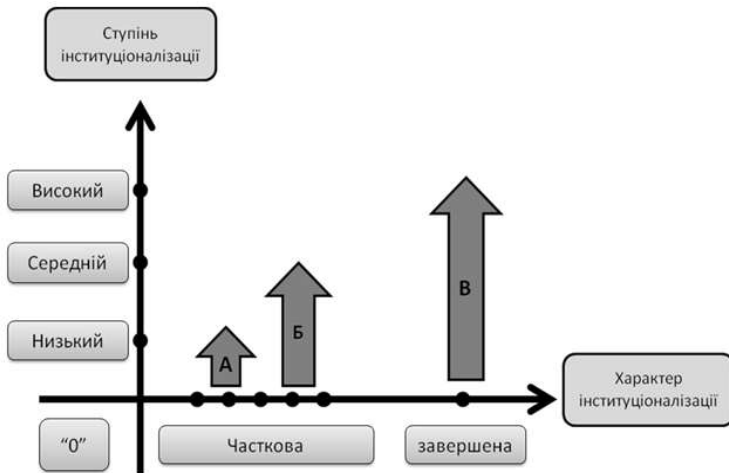 Ступінь
інституціоналізації
Високий
Середній
Низький
А
Б
В
Характер
інституціоналізації
“0”
Часткова
завершена